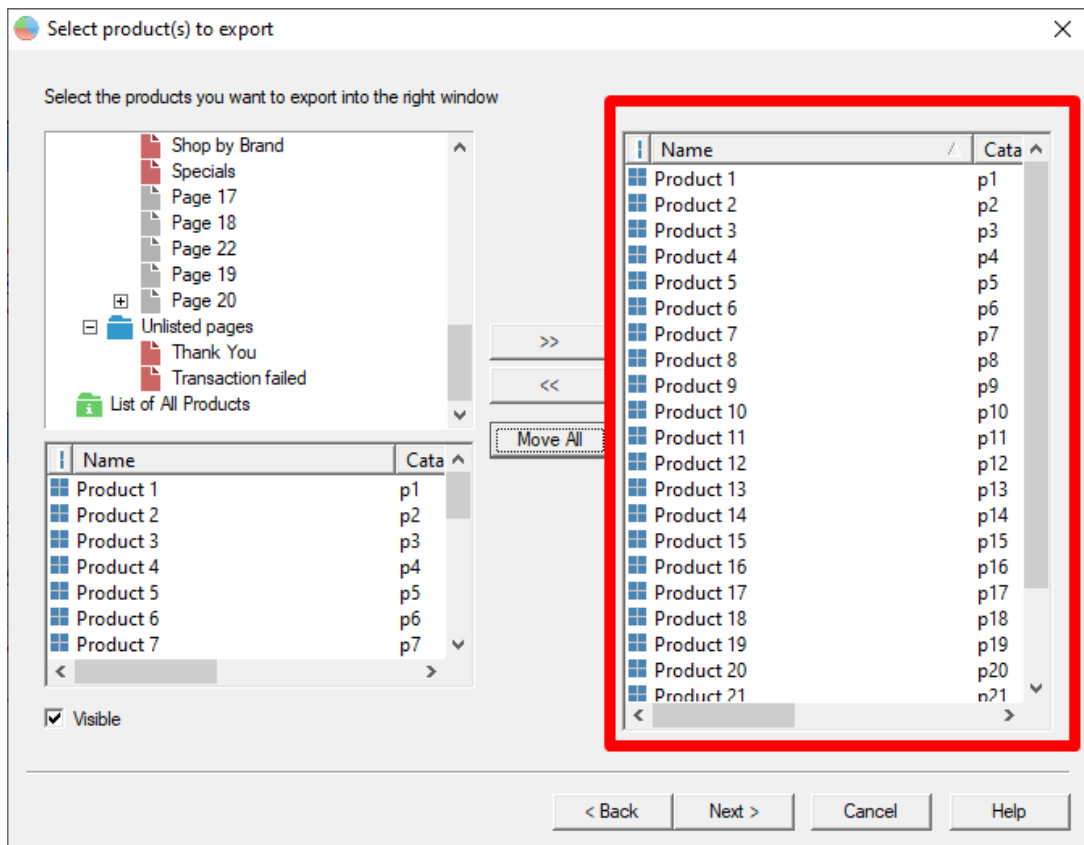 Select product(s) to export
Select the products you want to export into the right window
Shop by Brand
Specials
Page 17
Page 18
Page 22
Page 19
Page 20
Unlisted pages
Thank You
Transaction failed
List of All Products
Name Cata
Product 1 p1
Product 2 p2
Product 3 p3
Product 4 p4
Product 5 p5
Product 6 p6
Product 7 p7
Visible
>>
<<
Move All
Name Cata
Product 1 p1
Product 2 p2
Product 3 p3
Product 4 p4
Product 5 p5
Product 6 p6
Product 7 p7
Product 8 p8
Product 9 p9
Product 10 p10
Product 11 p11
Product 12 p12
Product 13 p13
Product 14 p14
Product 15 p15
Product 16 p16
Product 17 p17
Product 18 p18
Product 19 p19
Product 20 p20
Product 21 p21
< Back Next > Cancel Help